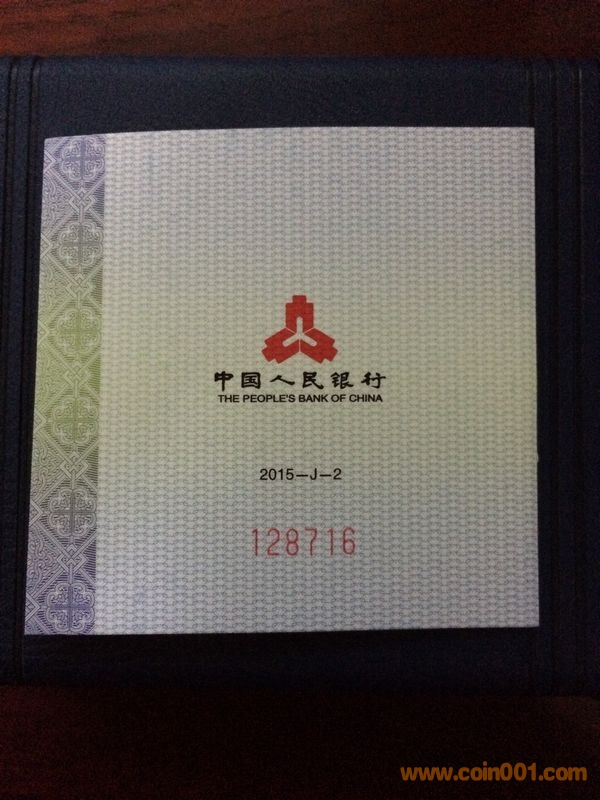 中国人民银行
THE PEOPLE'S BANK OF CHINA
2015-J-2
128716
www.coin001.com